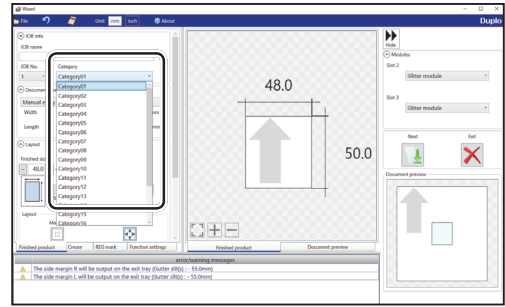 Wizard
File
Unit: mm inch
About
Duplo
JOB info
JOB name
JOB No.
1
Category
Category01
Category01
Category02
Category03
Category04
Category05
Category06
Category07
Category08
Category09
Category10
Category11
Category12
Category13
Category15
Category16
Width
Length
Layout
Finished
48.0
Layout
Finished product
Crease
REG mark
Function settings
48.0
50.0
Finished product
Document preview
Hide
Modules
Slot 2
Slitter module
Slot 3
Slitter module
Next
Exit
Document preview
error/warning messages
The side margin R will be output on the exit tray (Gutter slit(s) : - 53.0mm)
The side margin L will be output on the exit tray (Gutter slit(s) : - 53.0mm)